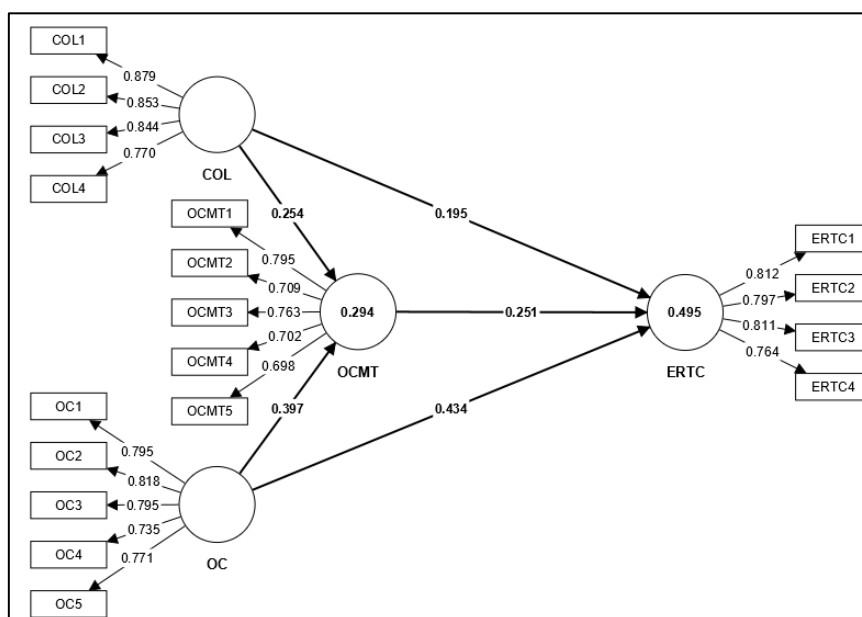 COL1
COL2
COL3
COL4
0.879
0.853
0.844
0.770
COL
0.254
0.195
OCMT1
OCMT2
OCMT3
OCMT4
OCMT5
0.795
0.709
0.763
0.702
0.698
0.294
OCMT
0.251
0.397
0.434
0.495
ERTC
0.812
0.797
0.811
0.764
ERTC1
ERTC2
ERTC3
ERTC4
OC1
OC2
OC3
OC4
OC5
0.795
0.818
0.795
0.735
0.771
OC